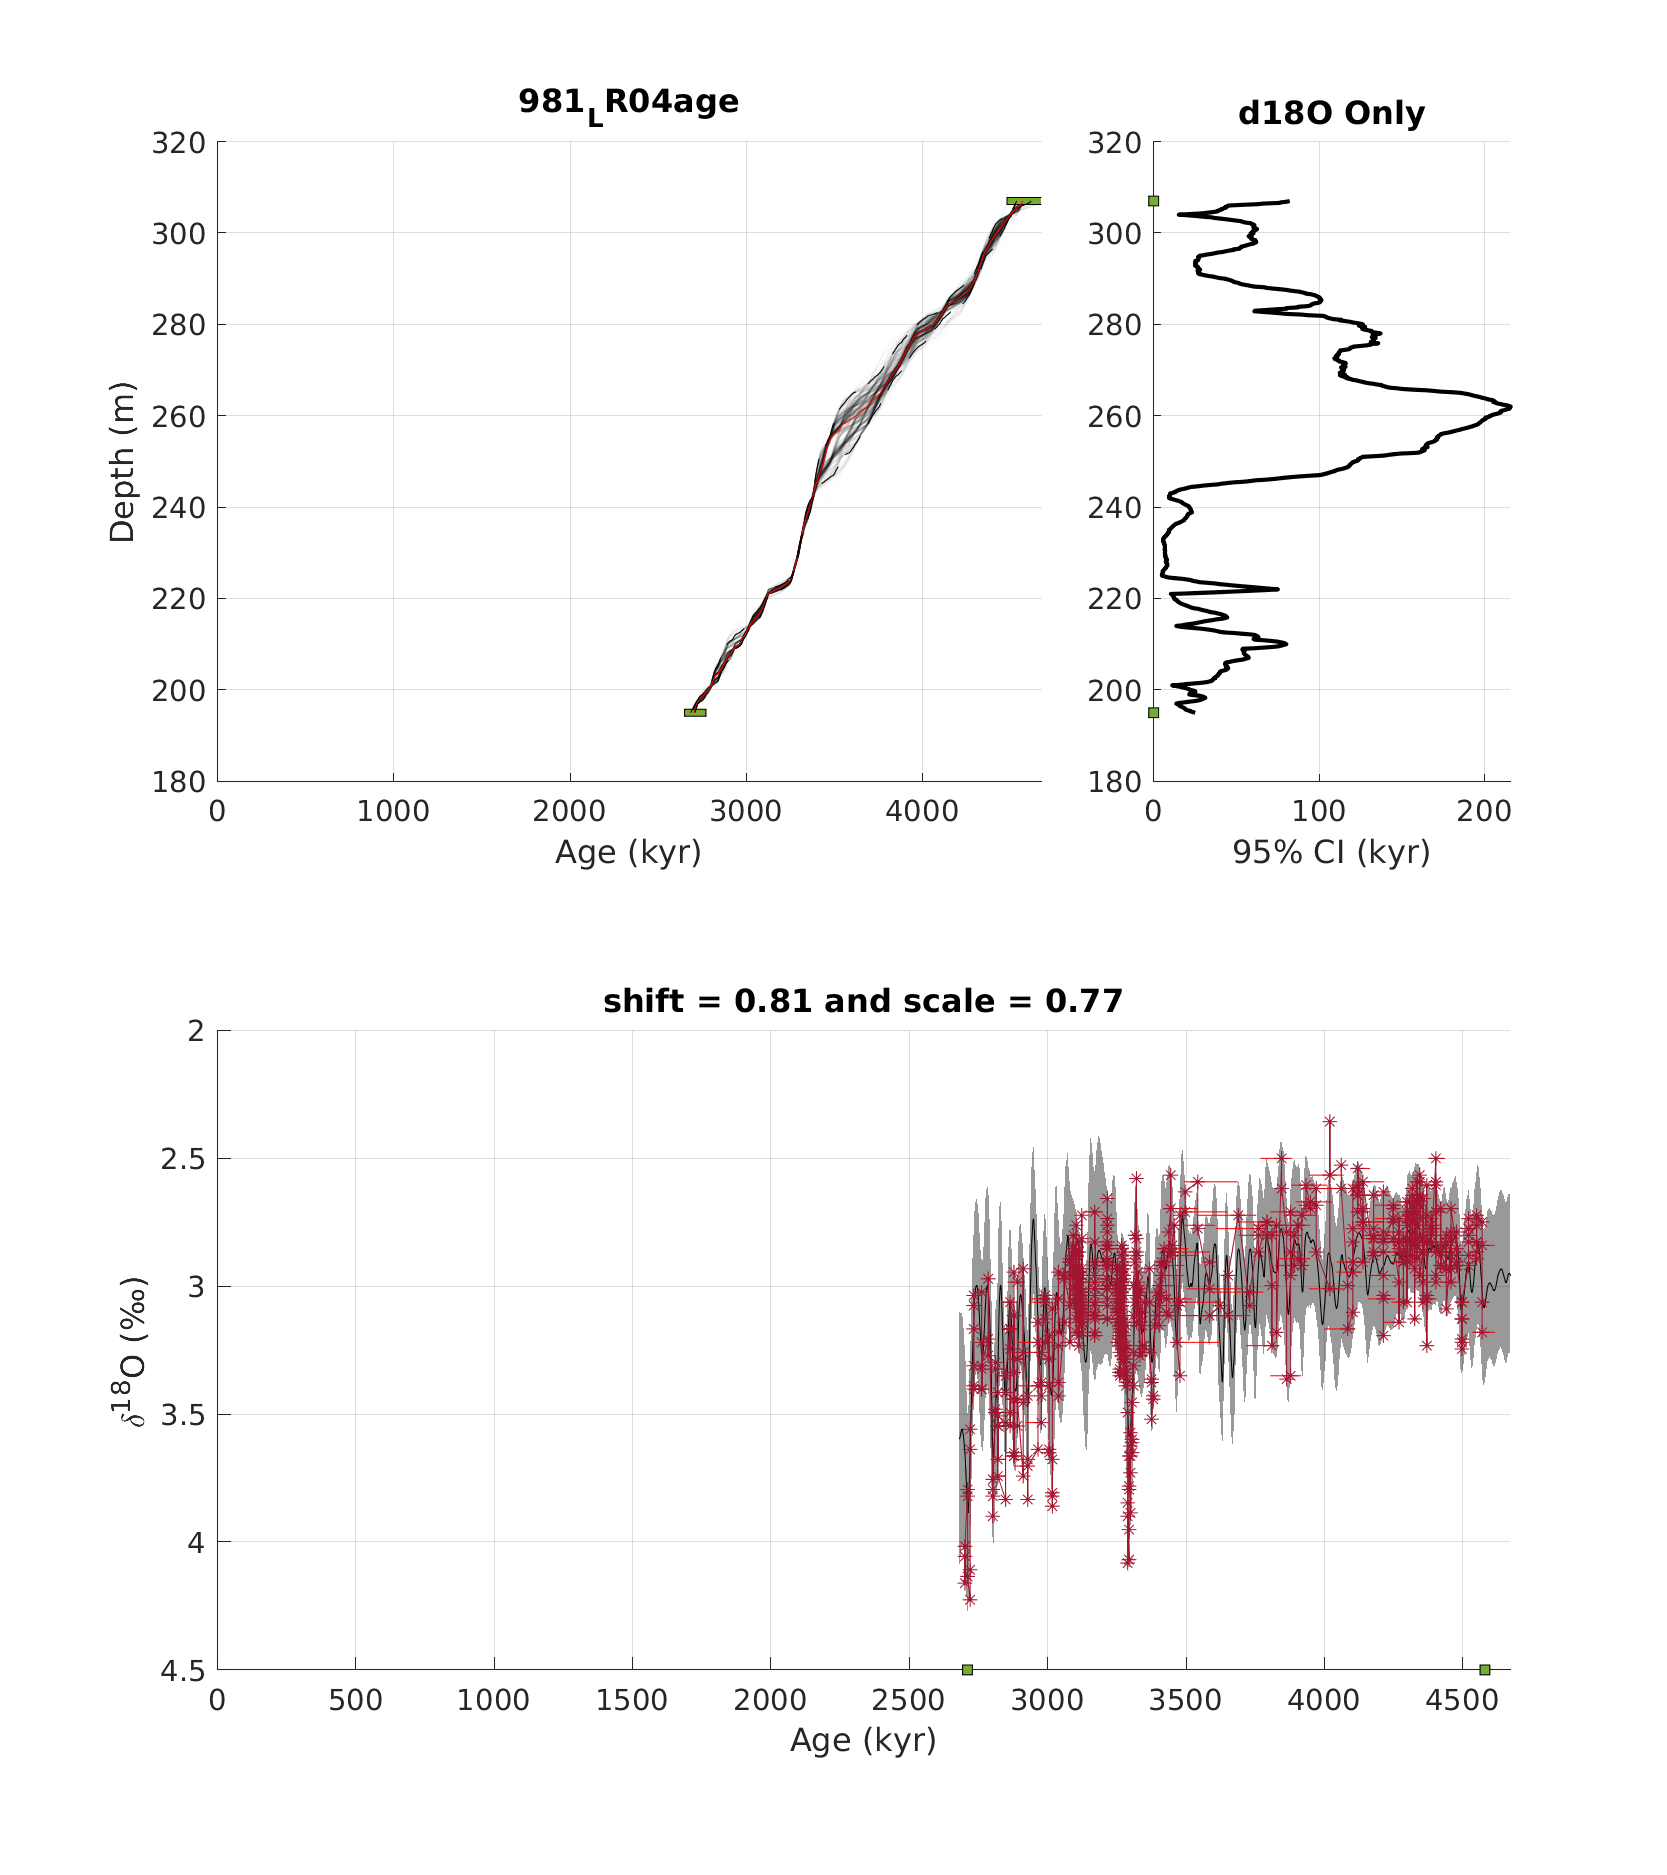 981_LR04age
d18O Only
320
300
280
260
240
220
200
180
Depth (m)
0 1000 2000 3000 4000
Age (kyr)
320
300
280
260
240
220
200
180
0 100 200
95% CI (kyr)
shift = 0.81 and scale = 0.77
2
2.5
3
3.5
4
4.5
δ¹⁸O (‰)
0 500 1000 1500 2000 2500 3000 3500 4000 4500
Age (kyr)